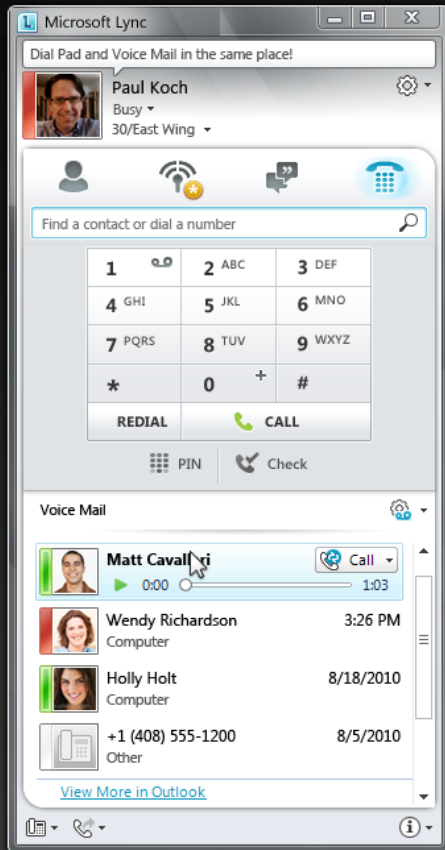 Microsoft Lync
Dial Pad and Voice Mail in the same place!
Paul Koch
Busy
30/East Wing
Find a contact or dial a number
1 2 ABC 3 DEF
4 GHI 5 JKL 6 MNO
7 PQRS 8 TUV 9 WXYZ
* 0 + #
REDIAL CALL
PIN Check
Voice Mail
Matt Call
0:00 1:03
Wendy Richardson 3:26 PM
Computer
Holly Holt 8/18/2010
Computer
+1 (408) 555-1200 8/5/2010
Other
View More in Outlook